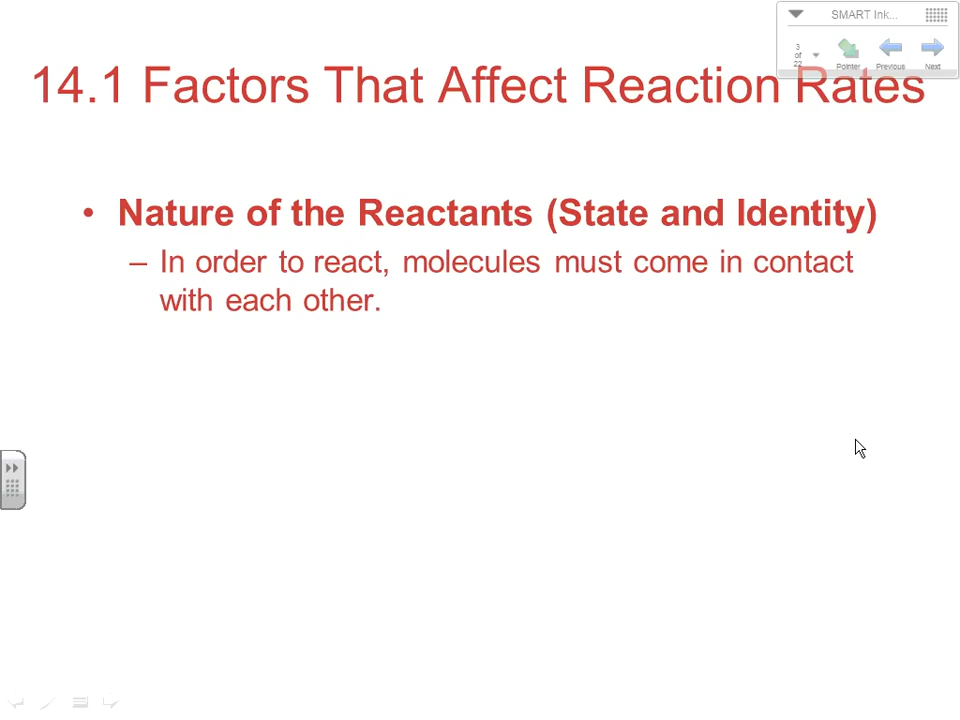 SMART Ink...
3
of
22
Pointer
Previous
Next
14.1 Factors That Affect Reaction Rates
• Nature of the Reactants (State and Identity)
– In order to react, molecules must come in contact
with each other.